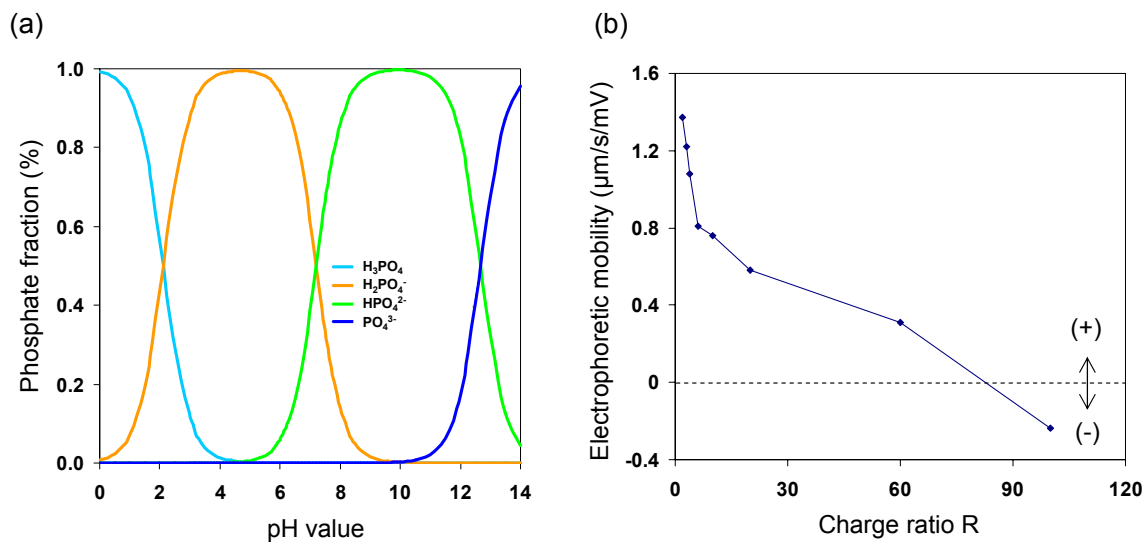 (a)
Phosphate fraction (%)
1.0
0.8
0.6
0.4
0.2
0.0
0 2 4 6 8 10 12 14
pH value
H₃PO₄
H₂PO₄⁻
HPO₄²⁻
PO₄³⁻
(b)
Electrophoretic mobility (µm/s/mV)
1.6
1.2
0.8
0.4
0
-0.4
0 30 60 90 120
Charge ratio R
(+)
(-)